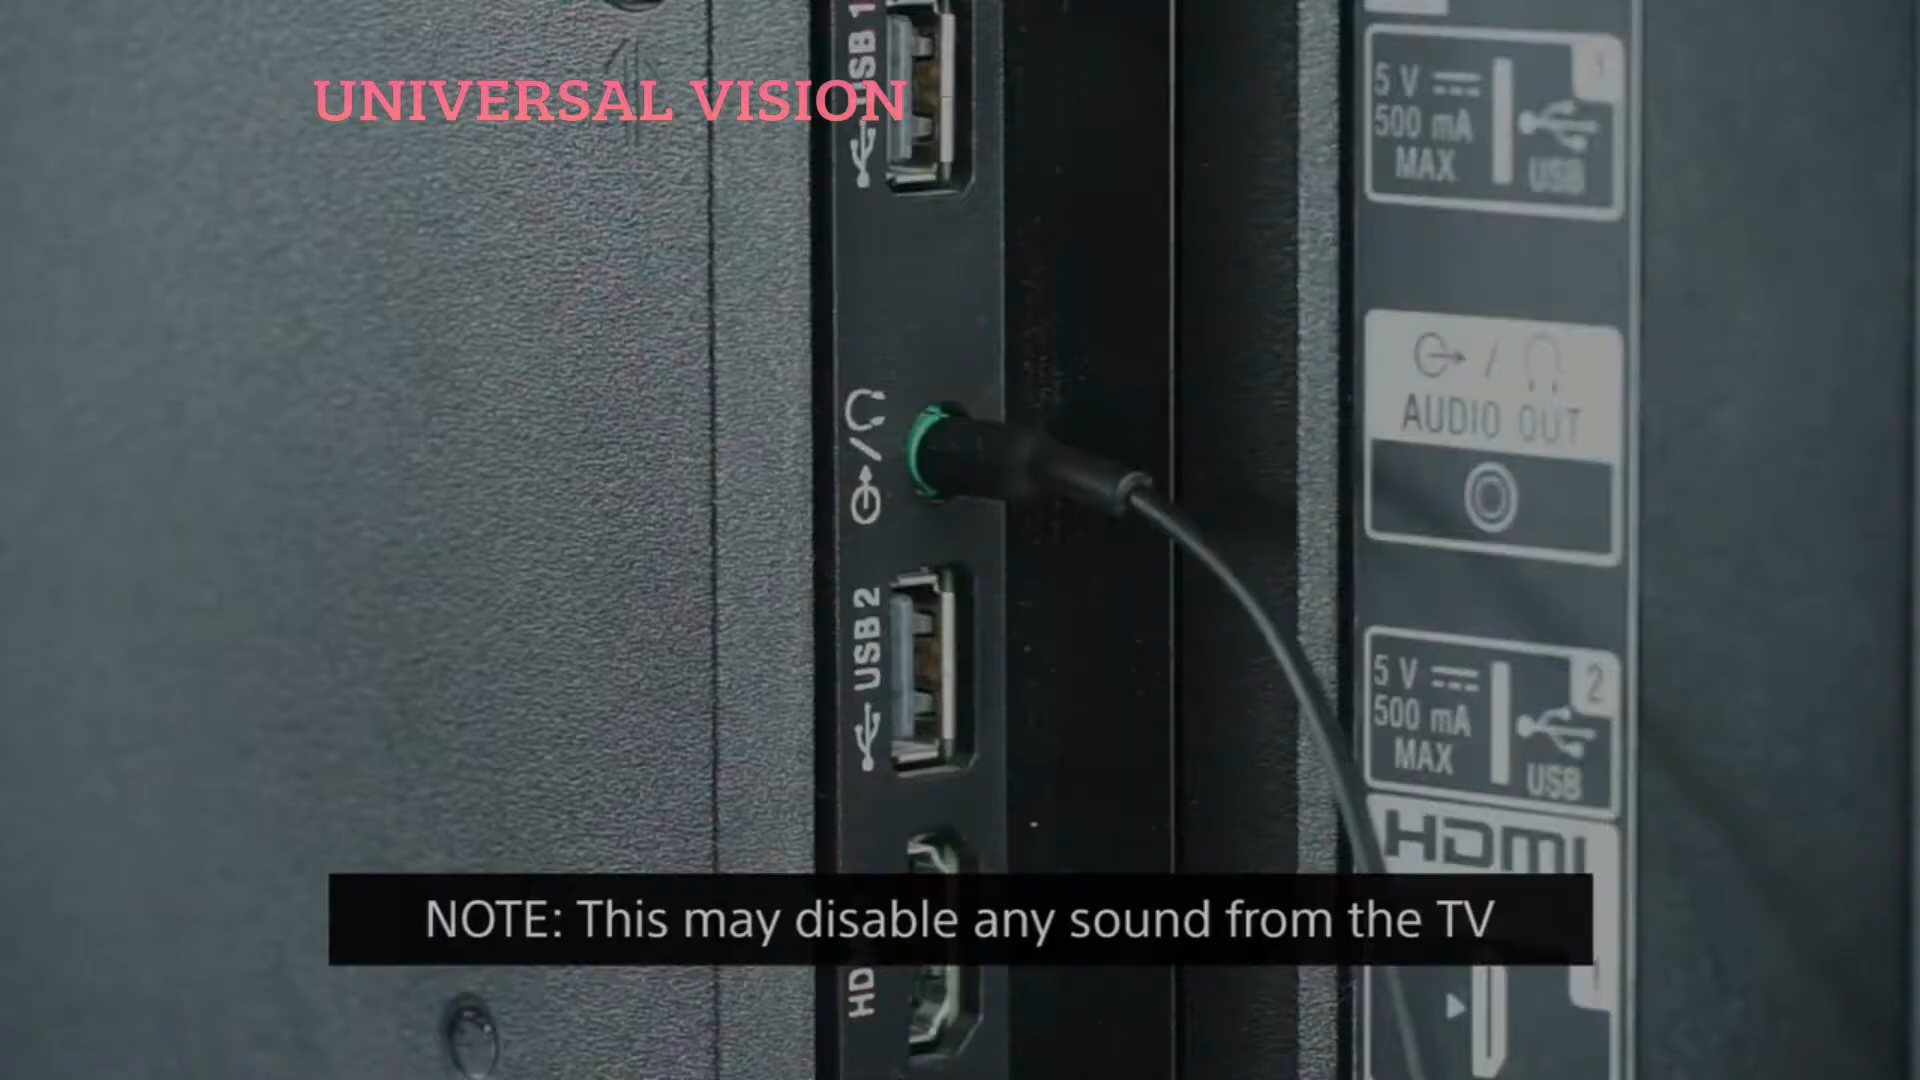 UNIVERSAL VISION
USB 1
5 V
500 mA
MAX
USB
1
AUDIO OUT
USB 2
5 V
500 mA
MAX
USB
2
HDMI
NOTE: This may disable any sound from the TV
HD